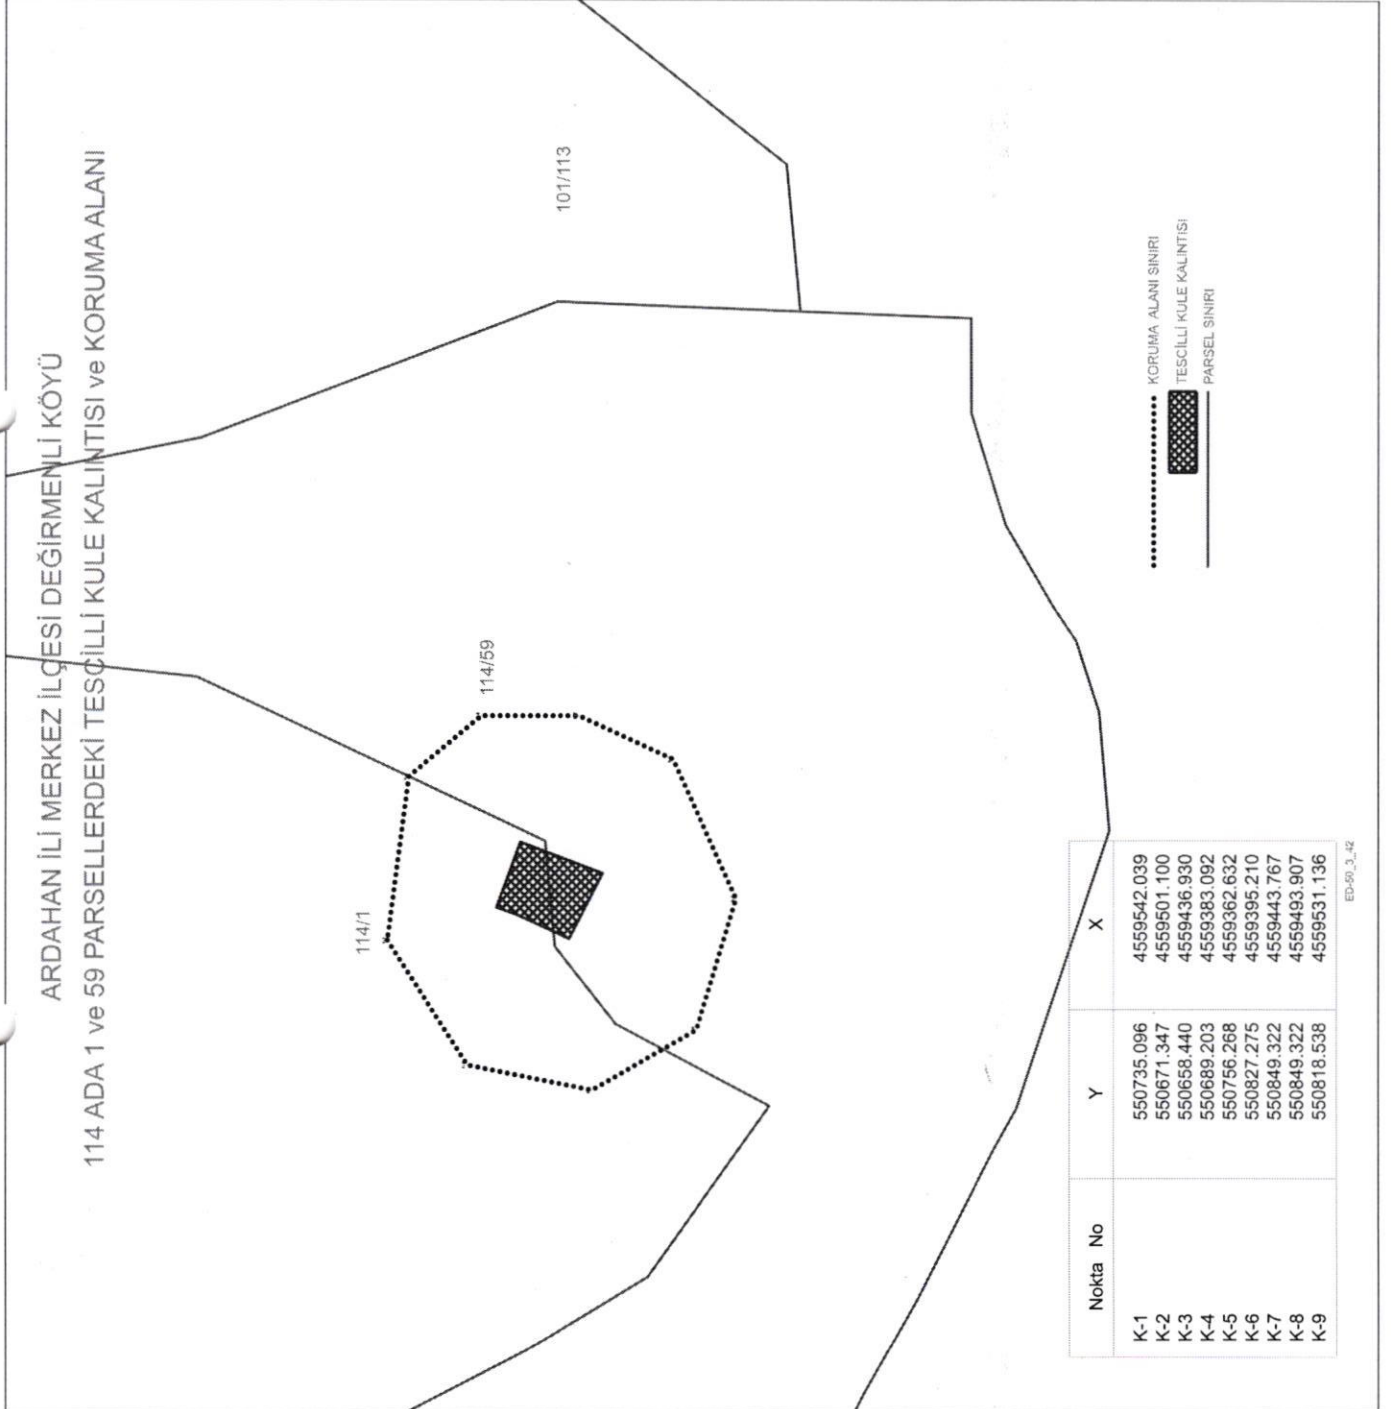 ARDAHAN İLİ MERKEZ İLÇESİ DEĞİRMENLİ KÖYÜ
114 ADA 1 ve 59 PARSELLERDEKİ TESCİLLİ KULE KALINTISI ve KORUMA ALANI
101/113
114/59
114/1
KORUMA ALANI SINIRI
TESCİLLİ KULE KALINTISI
PARSEL SINIRI
Nokta No Y X
K-1 550735.096 4559542.039
K-2 550671.347 4559501.100
K-3 550658.440 4559436.930
K-4 550689.203 4559383.092
K-5 550756.268 4559362.632
K-6 550827.275 4559395.210
K-7 550849.322 4559443.767
K-8 550849.322 4559493.907
K-9 550818.538 4559531.136
ED-50_3_42